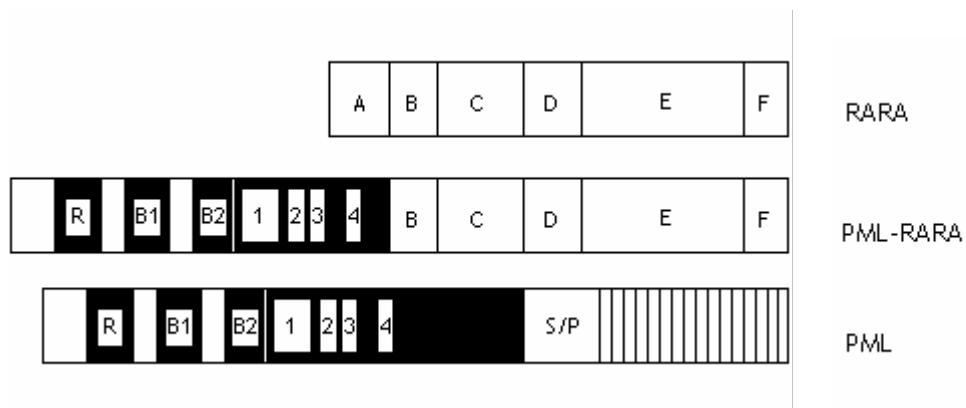 A B C D E F RARA
R B1 B2 1 2 3 4 B C D E F PML-RARA
R B1 B2 1 2 3 4 S/P PML